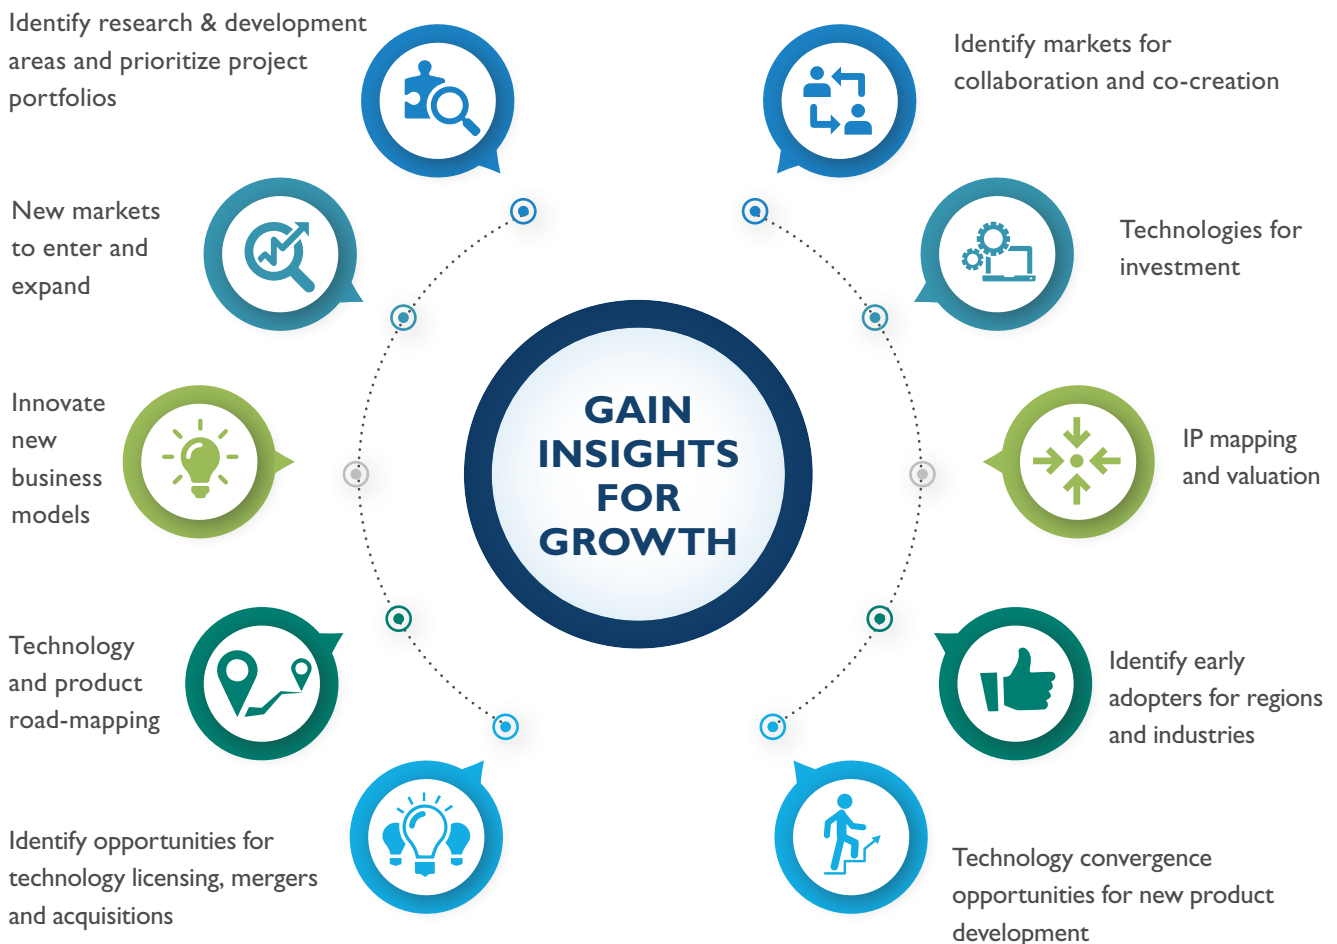 Identify research & development
areas and prioritize project
portfolios
New markets
to enter and
expand
Innovate
new
business
models
Technology
and product
road-mapping
Identify opportunities for
technology licensing, mergers
and acquisitions
GAIN
INSIGHTS
FOR
GROWTH
Identify markets for
collaboration and co-creation
Technologies for
investment
IP mapping
and valuation
Identify early
adopters for regions
and industries
Technology convergence
opportunities for new product
development